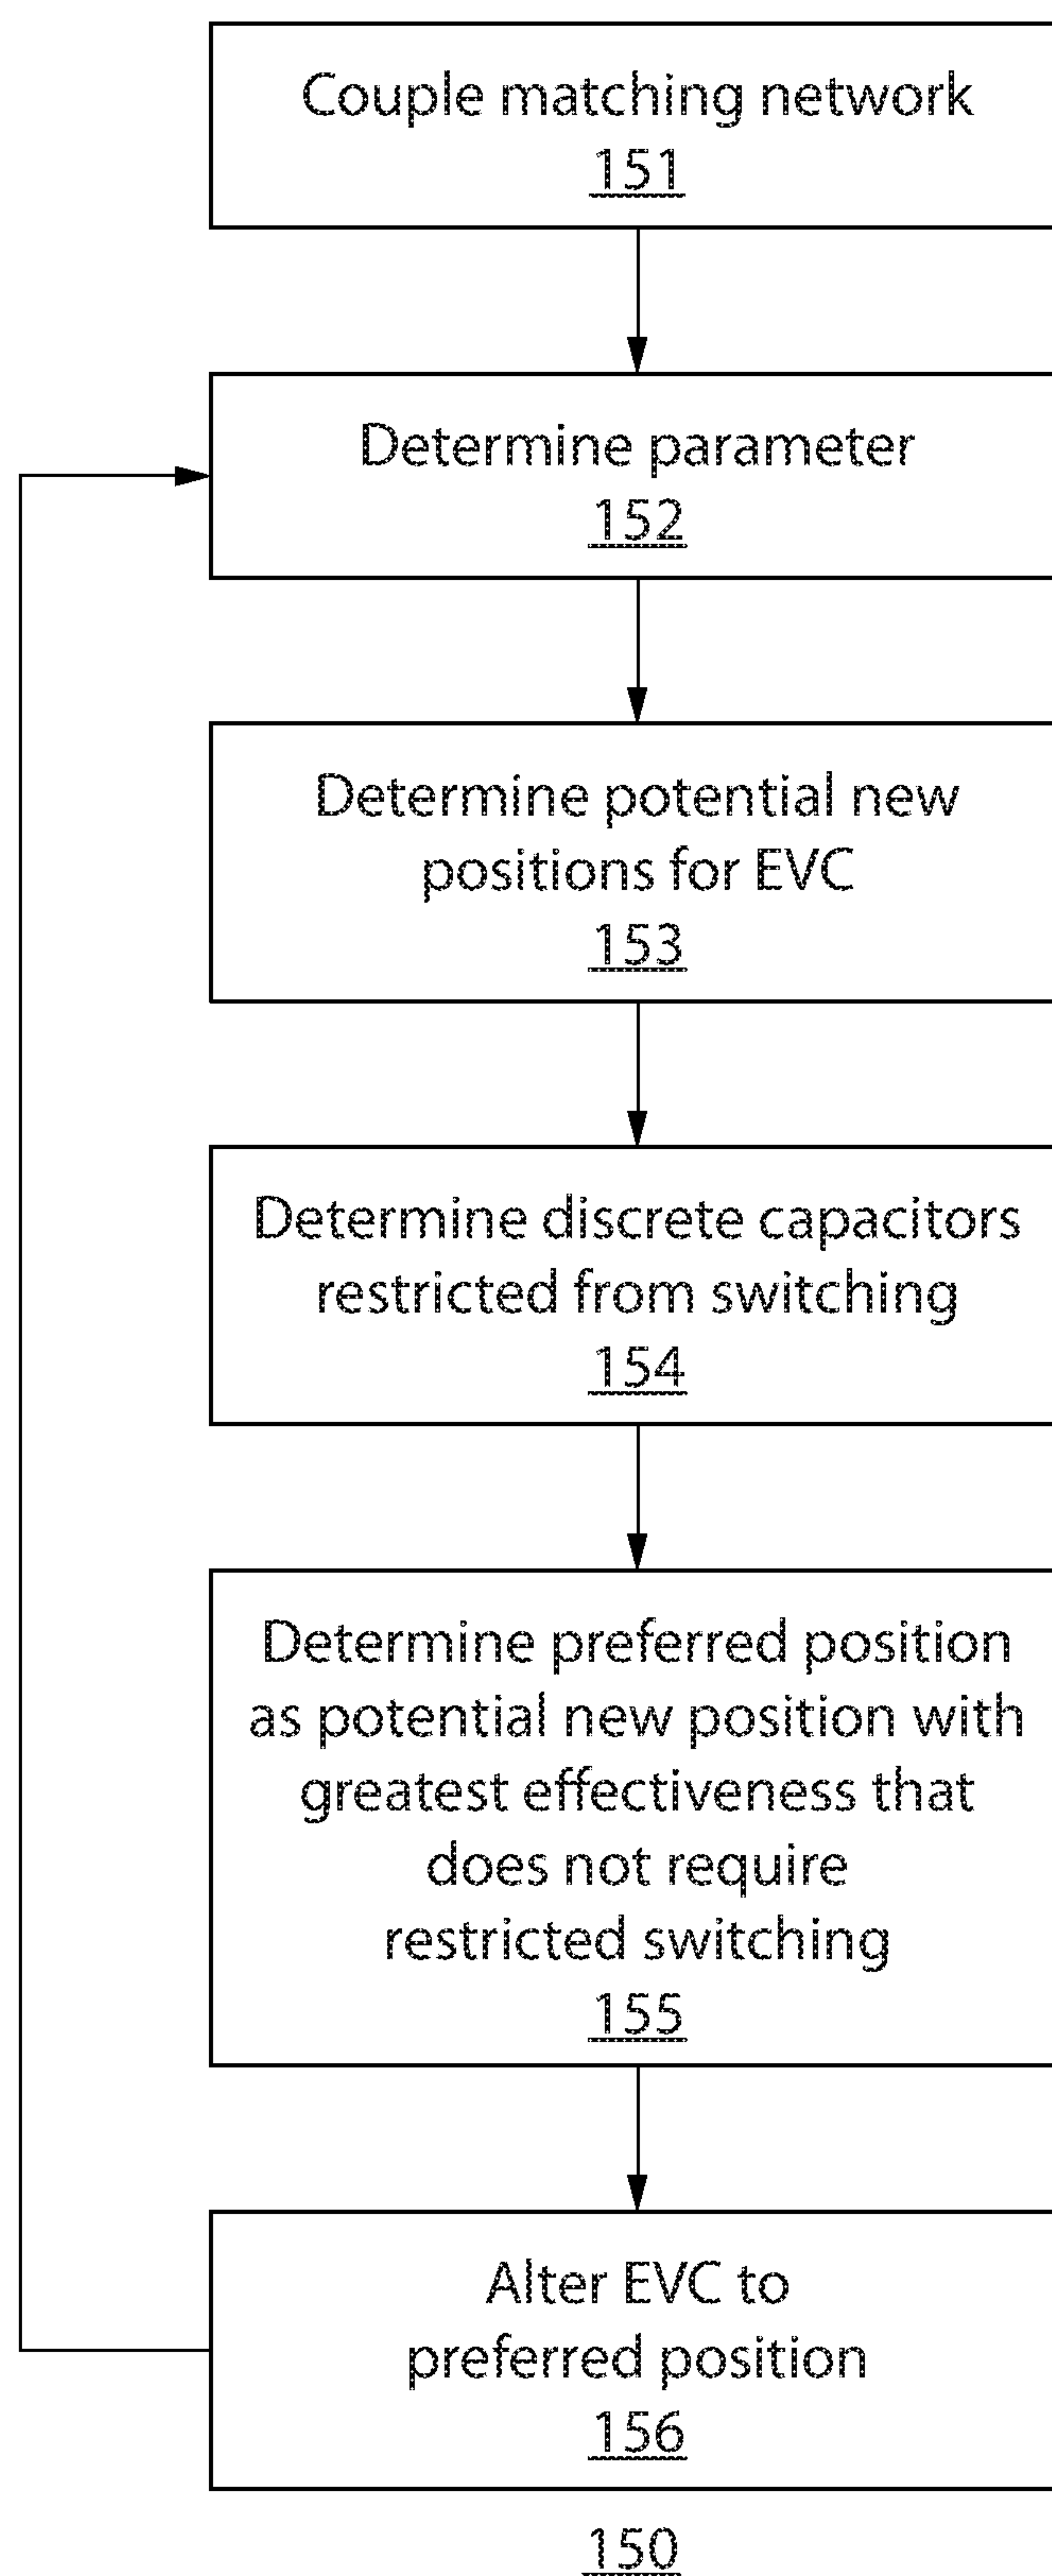 Couple matching network
151
Determine parameter
152
Determine potential new
positions for EVC
153
Determine discrete capacitors
restricted from switching
154
Determine preferred position
as potential new position with
greatest effectiveness that
does not require
restricted switching
155
Alter EVC to
preferred position
156
150